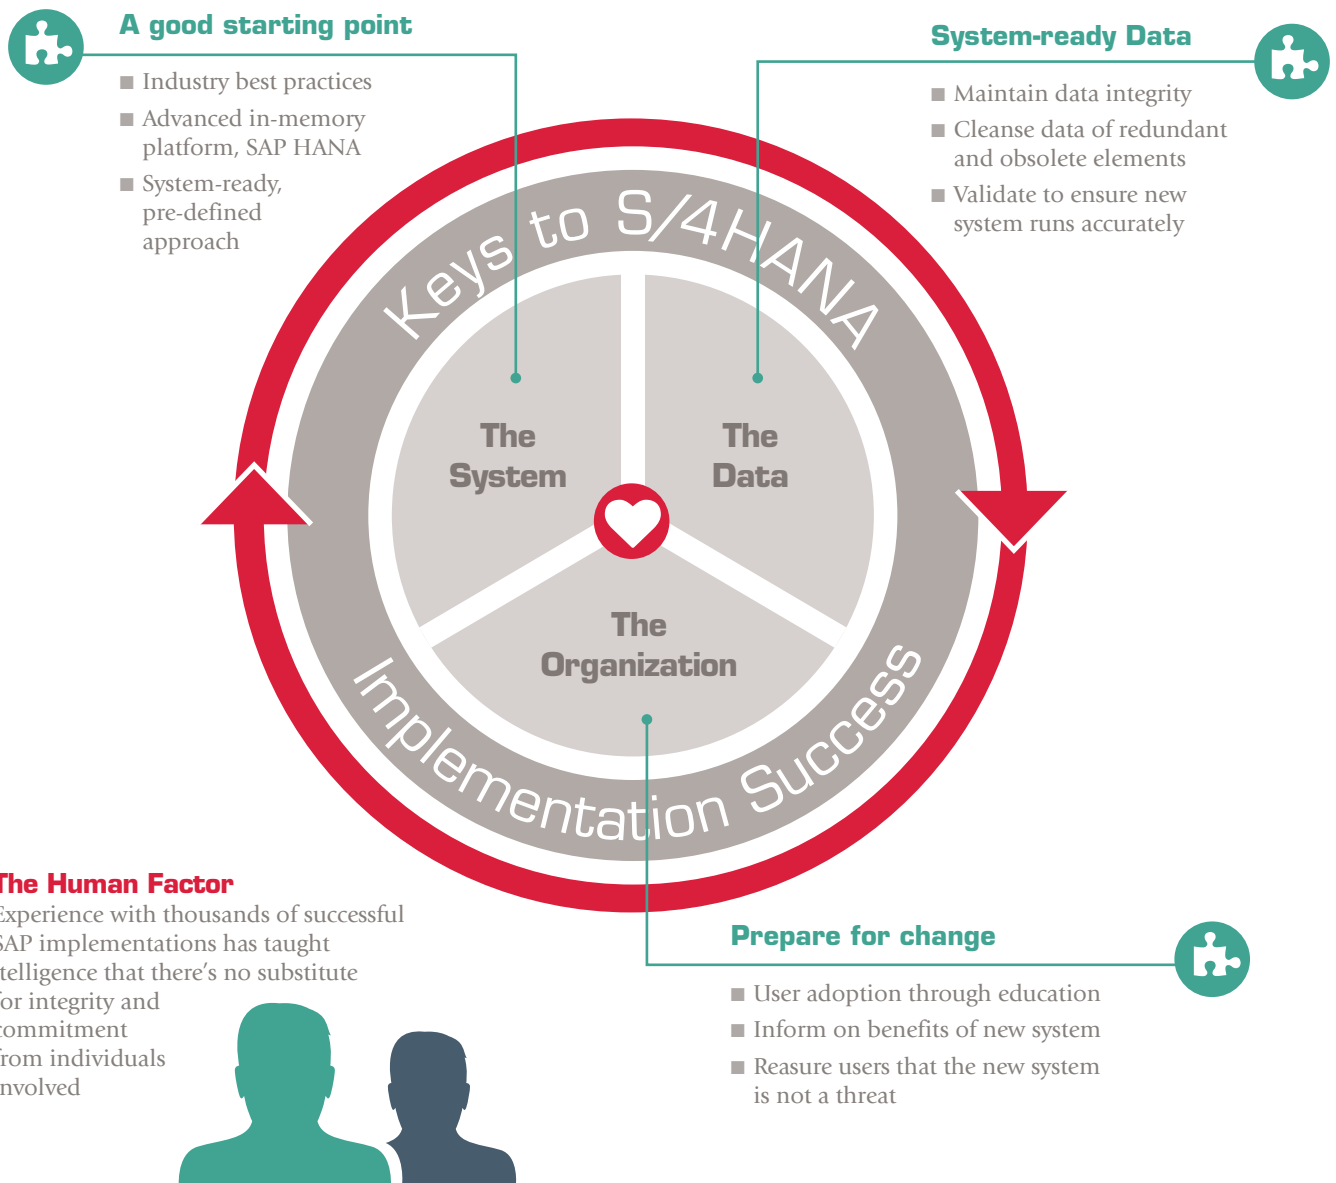 A good starting point
Industry best practices
Advanced in-memory
platform, SAP HANA
System-ready,
pre-defined
approach
System-ready Data
Maintain data integrity
Cleanse data of redundant
and obsolete elements
Validate to ensure new
system runs accurately
Keys to S/4HANA
The
System
The
Data
The
Organization
Implementation Success
The Human Factor
Experience with thousands of successful
SAP implementations has taught
itelligence that there's no substitute
for integrity and
commitment
from individuals
involved
Prepare for change
User adoption through education
Inform on benefits of new system
Reasure users that the new system
is not a threat